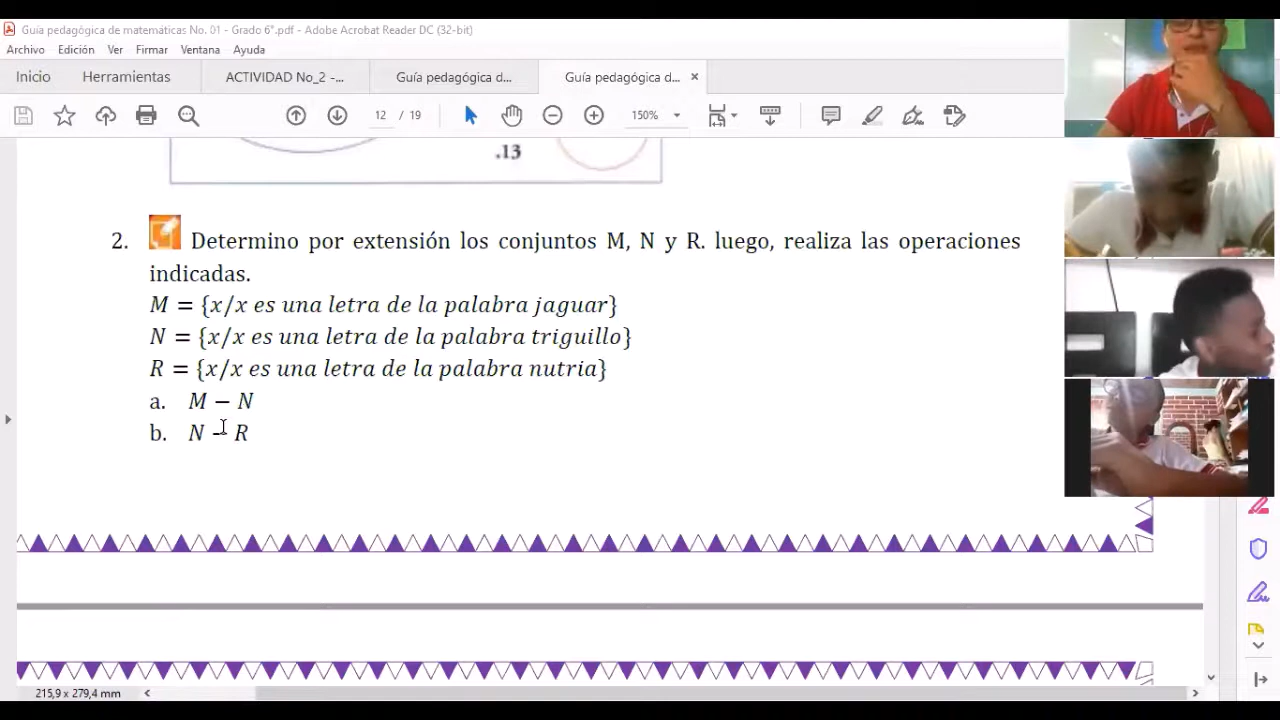 Guía pedagógica de matemáticas No. 01 - Grado 6°.pdf - Adobe Acrobat Reader DC (32-bit)
Archivo Edición Ver Firmar Ventana Ayuda
Inicio Herramientas ACTIVIDAD No_2 -... Guía pedagógica d... Guía pedagógica d... ×
12 / 19 150%
.13
2. Determino por extensión los conjuntos M, N y R. luego, realiza las operaciones
indicadas.
M = {x/x es una letra de la palabra jaguar}
N = {x/x es una letra de la palabra triguillo}
R = {x/x es una letra de la palabra nutria}
a. M − N
b. N − R
215,9 x 279,4 mm